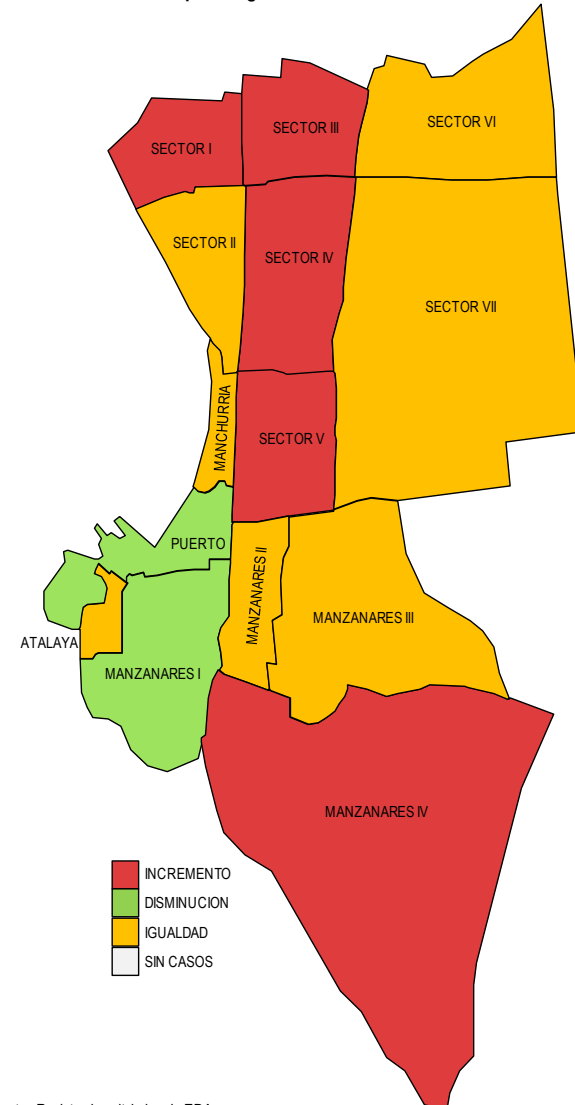 SECTOR I
SECTOR III
SECTOR VI
SECTOR II
SECTOR IV
SECTOR VII
MANCHURRIA
SECTOR V
PUERTO
MANZANARES II
MANZANARES III
ATALAYA
MANZANARES I
MANZANARES IV
INCREMENTO
DISMINUCION
IGUALDAD
SIN CASOS